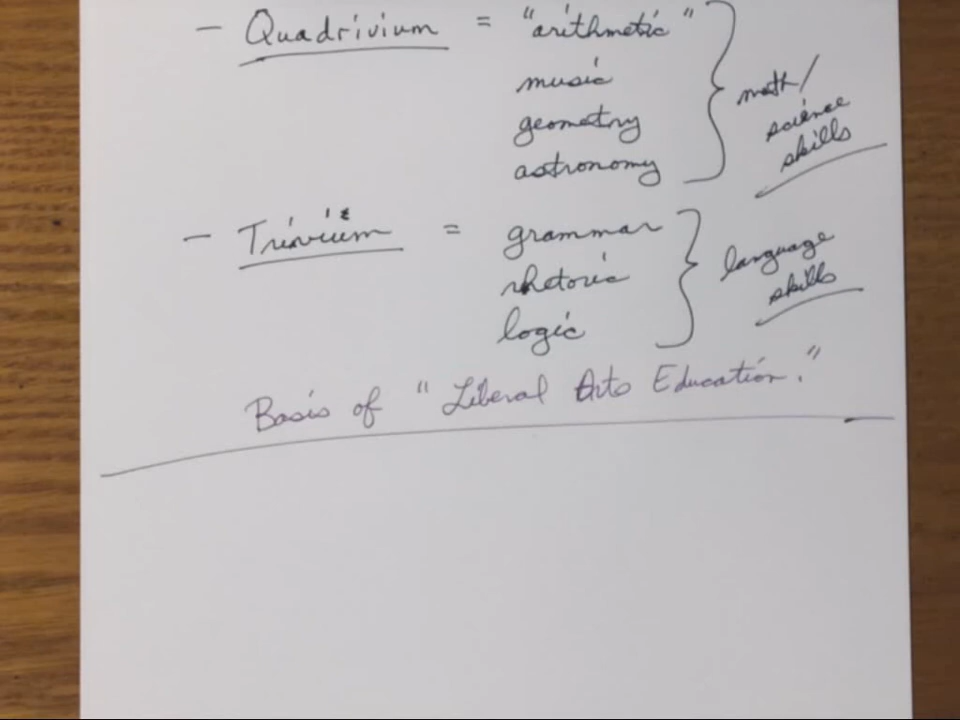 - Quadrivium = "arithmetic"
music
geometry
astronomy
math/
science
skills
- Trivium = grammar
rhetoric
logic
language
skills
Basis of "Liberal Arts Education."